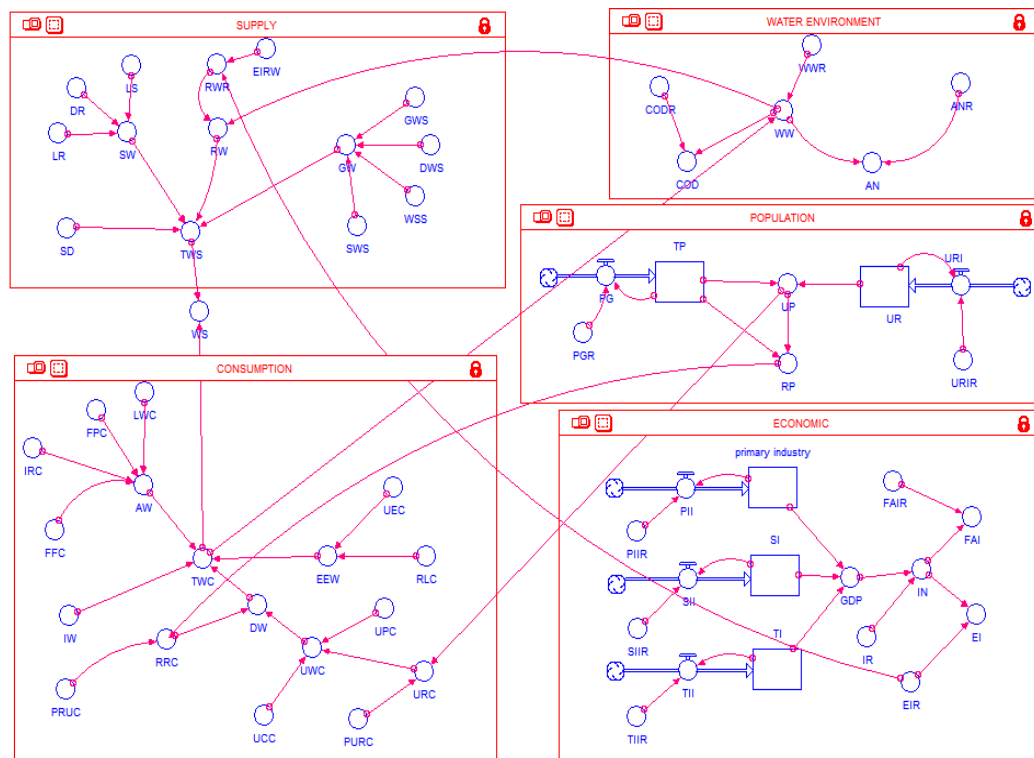 SUPPLY
EIRW
RWR
LS
DR
LR
SW
RW
GWS
GW
DWS
WSS
SWS
SD
TWS
WS
WATER ENVIRONMENT
WWR
CODR
ANR
WW
COD
AN
POPULATION
TP
URI
PG
UP
UR
PGR
RP
URIR
CONSUMPTION
LWC
FPC
IRC
AW
UEC
FFC
TWC
EEW
RLC
DW
IW
UPC
RRC
UWC
URC
PRUC
UCC
PURC
ECONOMIC
primary industry
PII
FAIR
PIIR
SI
FAI
SII
GDP
IN
SIIR
TI
IR
EI
TII
EIR
TIIR